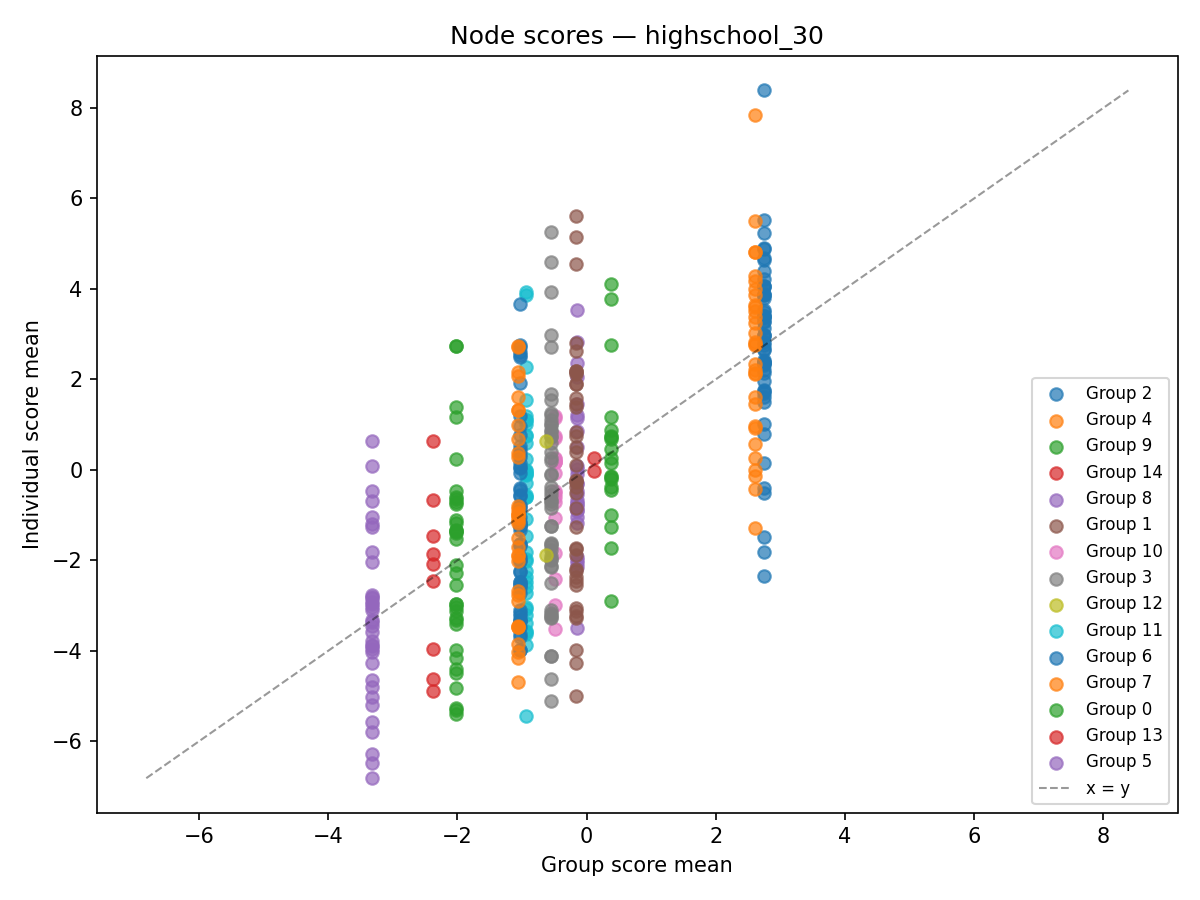 Node scores — highschool_30
Individual score mean
8
6
4
2
0
−2
−4
−6
−6
−4
−2
0
2
4
6
8
Group score mean
Group 2
Group 4
Group 9
Group 14
Group 8
Group 1
Group 10
Group 3
Group 12
Group 11
Group 6
Group 7
Group 0
Group 13
Group 5
x = y